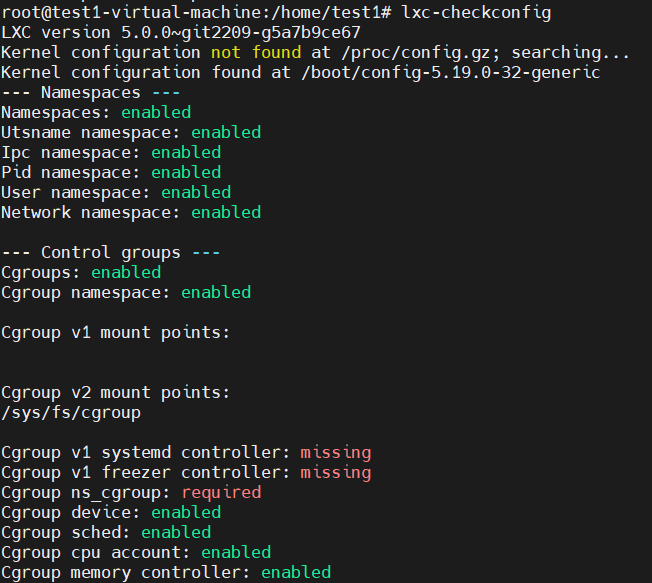 root@test1-virtual-machine:/home/test1# lxc-checkconfig
LXC version 5.0.0~git2209-g5a7b9ce67
Kernel configuration not found at /proc/config.gz; searching...
Kernel configuration found at /boot/config-5.19.0-32-generic
--- Namespaces ---
Namespaces: enabled
Utsname namespace: enabled
Ipc namespace: enabled
Pid namespace: enabled
User namespace: enabled
Network namespace: enabled
--- Control groups ---
Cgroups: enabled
Cgroup namespace: enabled
Cgroup v1 mount points:
Cgroup v2 mount points:
/sys/fs/cgroup
Cgroup v1 systemd controller: missing
Cgroup v1 freezer controller: missing
Cgroup ns_cgroup: required
Cgroup device: enabled
Cgroup sched: enabled
Cgroup cpu account: enabled
Cgroup memory controller: enabled